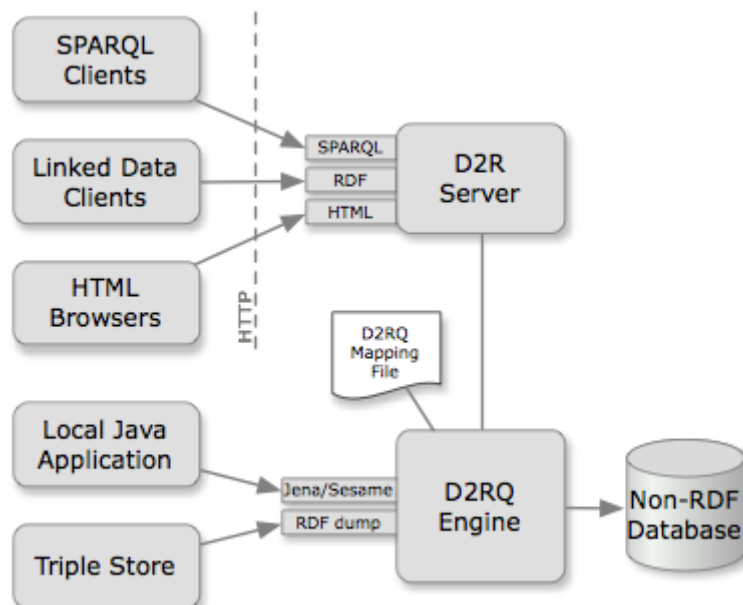 SPARQL
Clients
SPARQL
D2R
Server
Linked Data
Clients
RDF
HTML
HTML
Browsers
HTTP
D2RQ
Mapping
File
Local Java
Application
Jena/Sesame
D2RQ
Engine
RDF dump
Non-RDF
Database
Triple Store